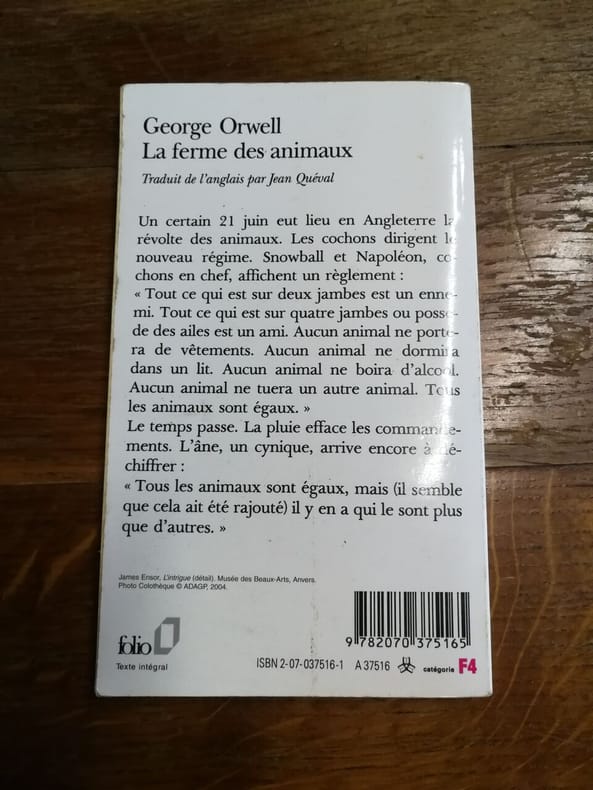 George Orwell
La ferme des animaux
Traduit de l'anglais par Jean Quéval
Un certain 21 juin eut lieu en Angleterre la
révolte des animaux. Les cochons dirigent le
nouveau régime. Snowball et Napoléon, co-
chons en chef, affichent un règlement :
« Tout ce qui est sur deux jambes est un enne-
mi. Tout ce qui est sur quatre jambes ou possè-
de des ailes est un ami. Aucun animal ne porte-
ra de vêtements. Aucun animal ne dormira
dans un lit. Aucun animal ne boira d'alcool.
Aucun animal ne tuera un autre animal. Tous
les animaux sont égaux. »
Le temps passe. La pluie efface les commande-
ments. L'âne, un cynique, arrive encore à dé-
chiffrer :
« Tous les animaux sont égaux, mais (il semble
que cela ait été rajouté) il y en a qui le sont plus
que d'autres. »
James Ensor, L'intrigue (détail). Musée des Beaux-Arts, Anvers.
Photo Colothèque © ADAGP, 2004.
folio
Texte intégral
9 782070 375165
ISBN 2-07-037516-1 A 37516 catégorie F4